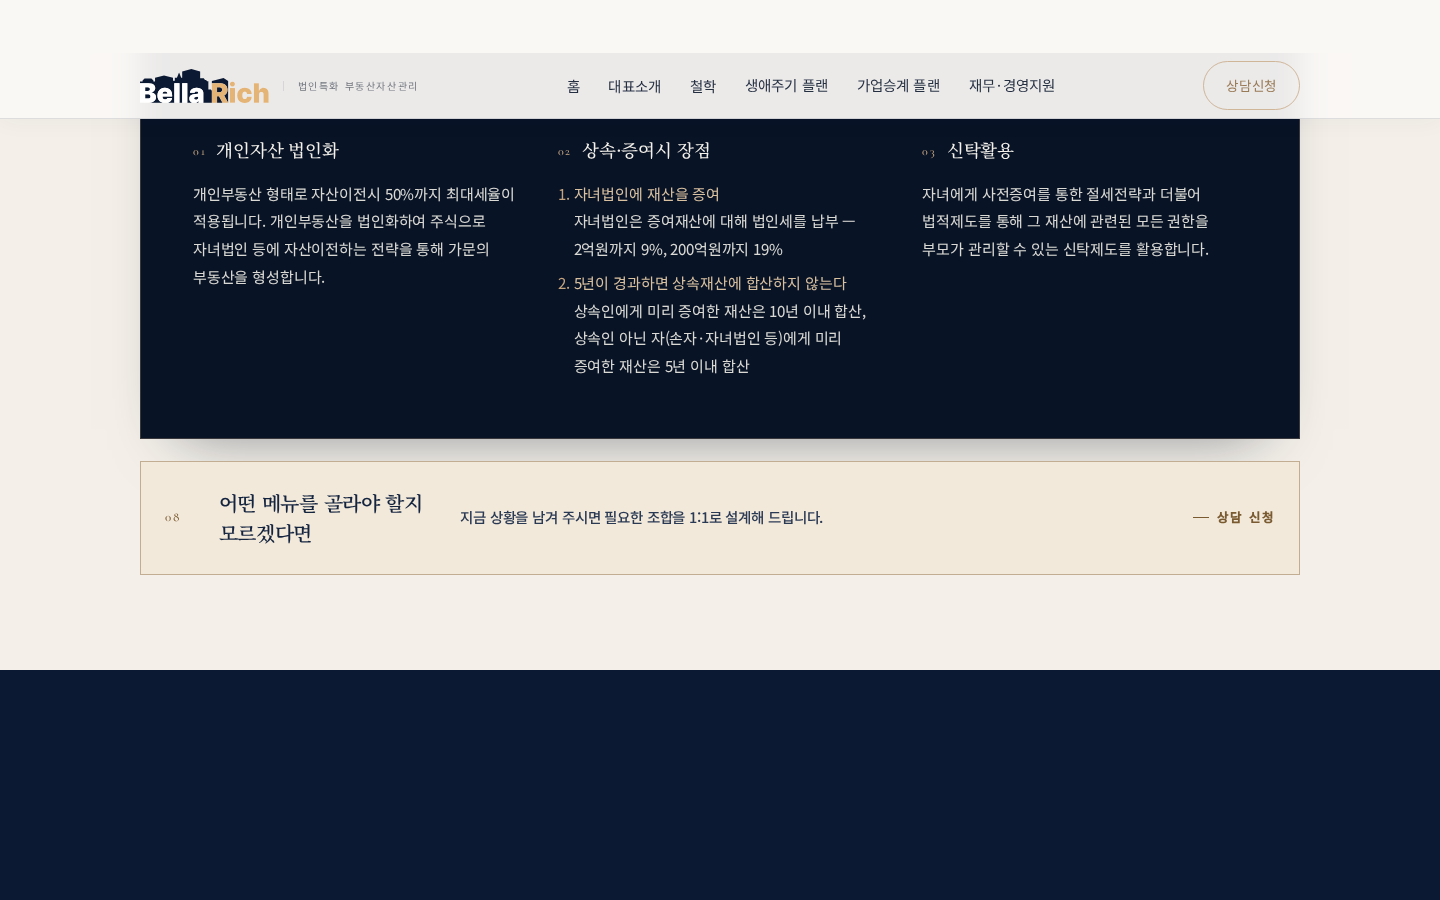 Bella Rich
법인특화 부동산자산관리
홈
대표소개
철학
생애주기 플랜
가업승계 플랜
재무·경영지원
상담신청
01 개인자산 법인화
개인부동산 형태로 자산이전시 50%까지 최대세율이
적용됩니다. 개인부동산을 법인화하여 주식으로
자녀법인 등에 자산이전하는 전략을 통해 가문의
부동산을 형성합니다.
02 상속·증여시 장점
1. 자녀법인에 재산을 증여
자녀법인은 증여재산에 대해 법인세를 납부 —
2억원까지 9%, 200억원까지 19%
2. 5년이 경과하면 상속재산에 합산하지 않는다
상속인에게 미리 증여한 재산은 10년 이내 합산,
상속인 아닌 자(손자·자녀법인 등)에게 미리
증여한 재산은 5년 이내 합산
03 신탁활용
자녀에게 사전증여를 통한 절세전략과 더불어
법적제도를 통해 그 재산에 관련된 모든 권한을
부모가 관리할 수 있는 신탁제도를 활용합니다.
08
어떤 메뉴를 골라야 할지
모르겠다면
지금 상황을 남겨 주시면 필요한 조합을 1:1로 설계해 드립니다.
— 상담 신청